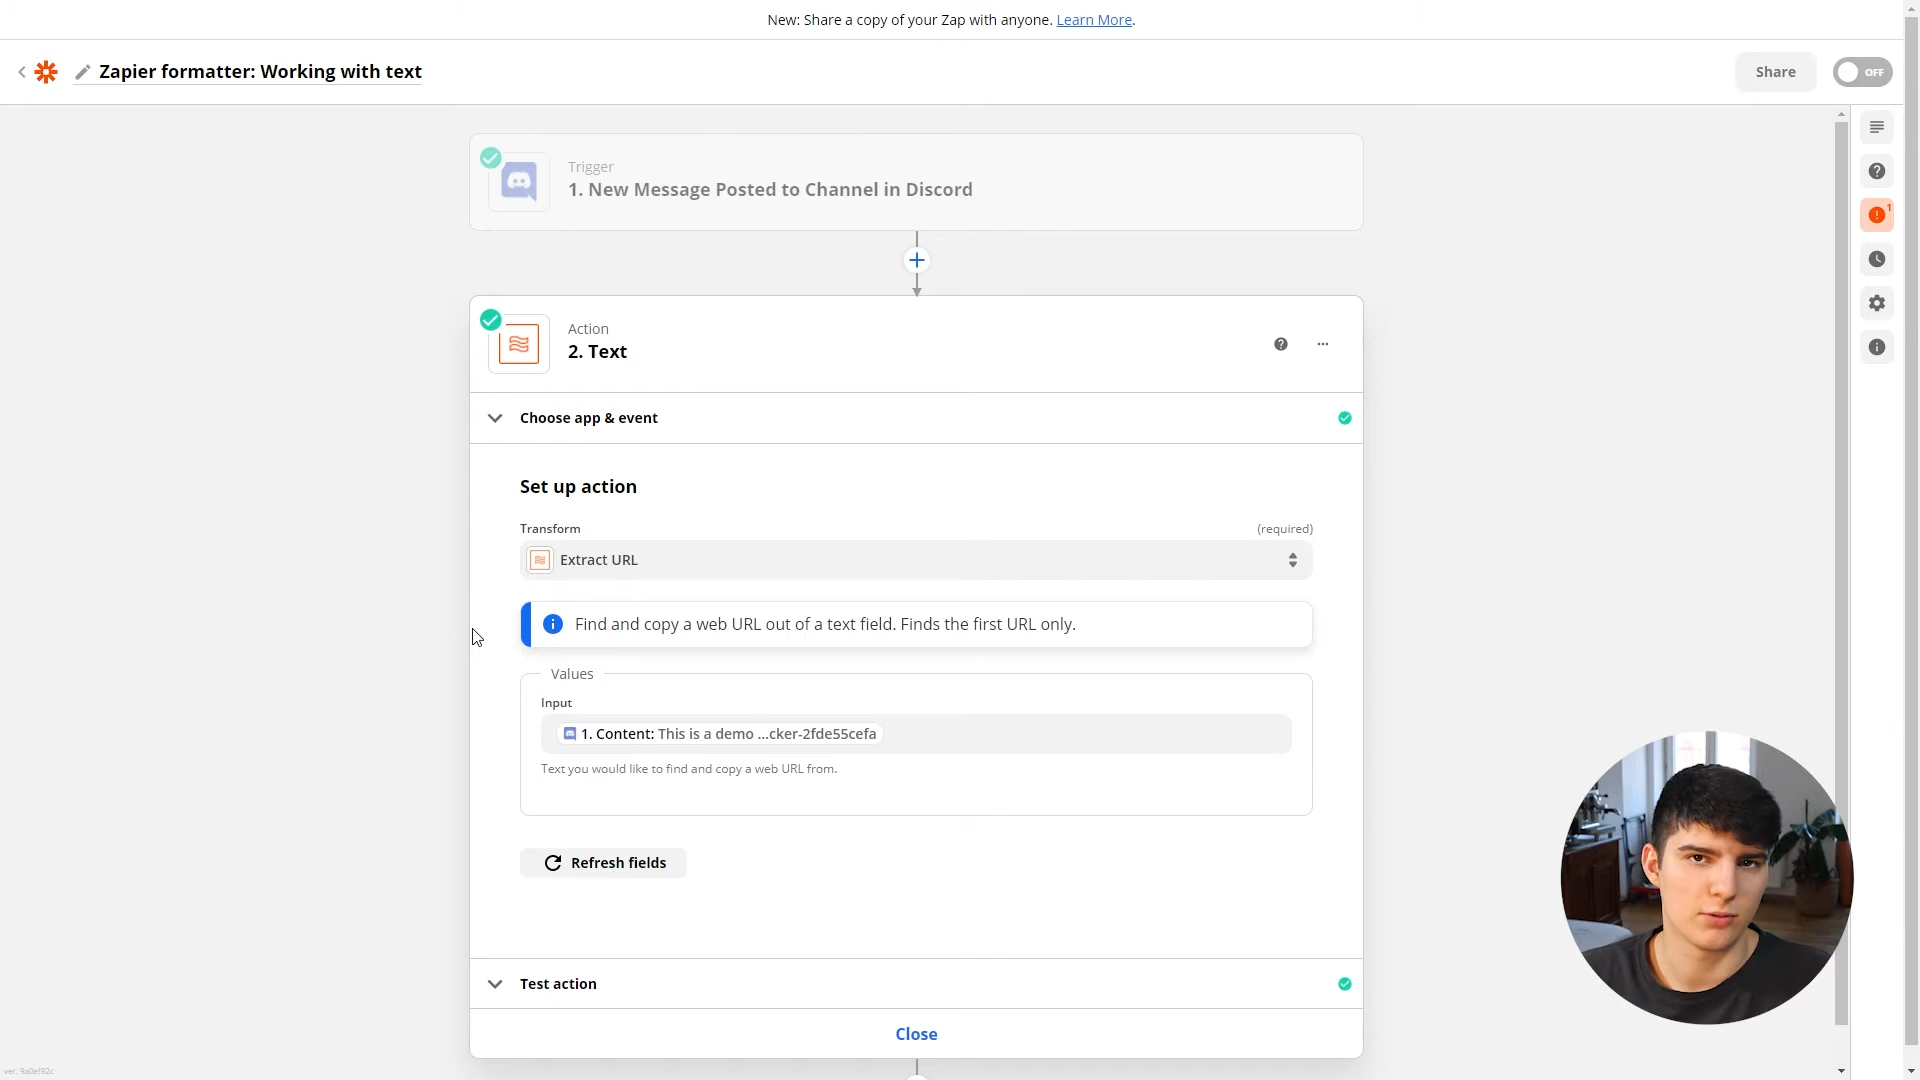 New: Share a copy of your Zap with anyone. Learn More.
Zapier formatter: Working with text
Share
OFF
1
Trigger
1. New Message Posted to Channel in Discord
Action
2. Text
Choose app & event
Set up action
Transform
(required)
Extract URL
Find and copy a web URL out of a text field. Finds the first URL only.
Values
Input
1. Content: This is a demo ...cker-2fde55cefa
Text you would like to find and copy a web URL from.
Refresh fields
Test action
Close
ver. 9a0ef92c